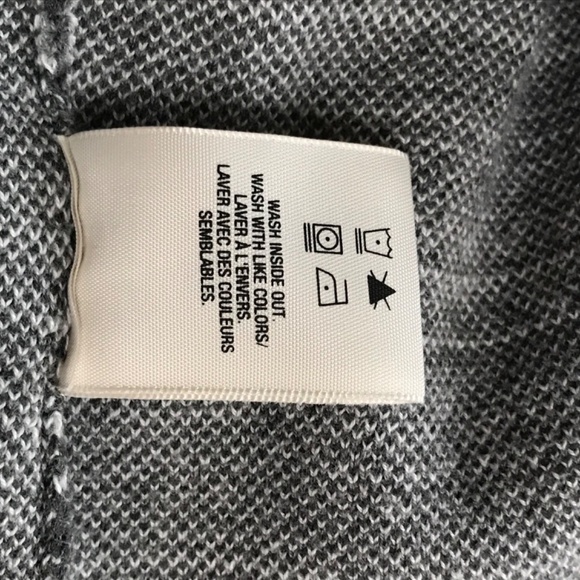 WASH INSIDE OUT.
WASH WITH LIKE COLORS/
LAVER À L'ENVERS.
LAVER AVEC DES COULEURS
SEMBLABLES.